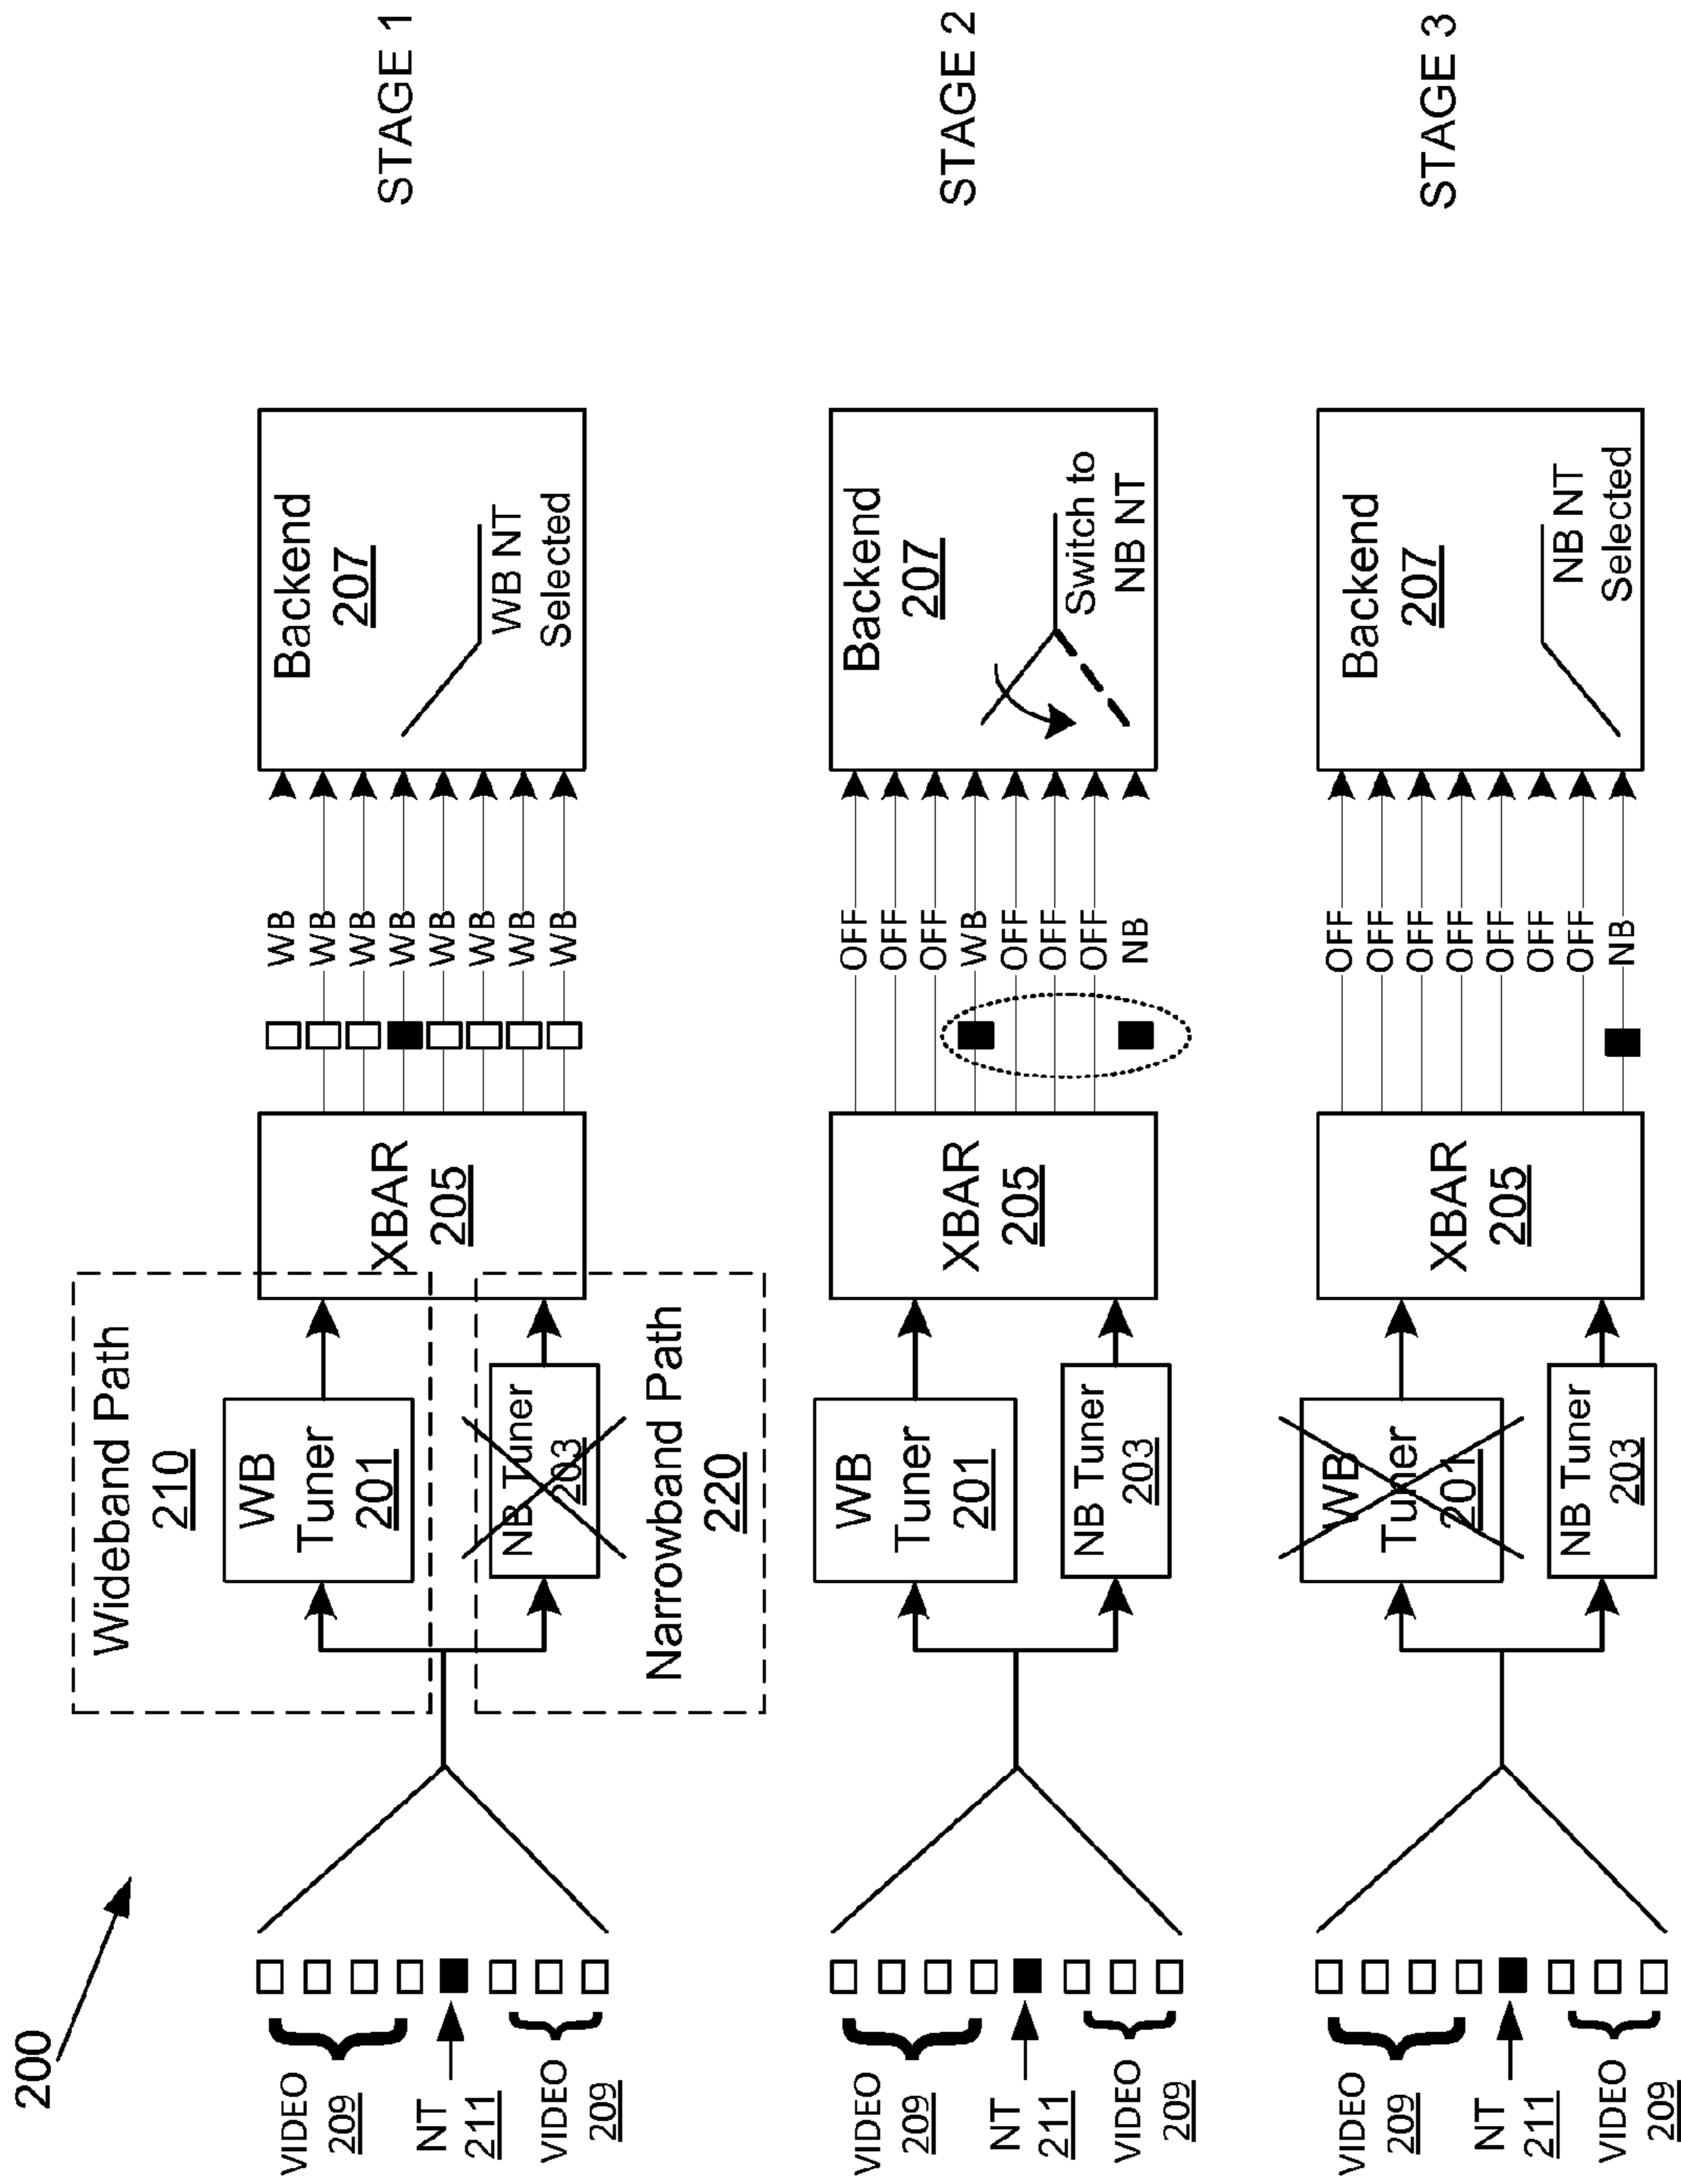 200
Wideband Path
210
WB
Tuner
201
NB Tuner
203
Narrowband Path
220
XBAR
205
WB
WB
WB
WB
WB
WB
WB
WB
Backend
207
WB NT
Selected
VIDEO
209
NT
211
VIDEO
209
STAGE 1
WB
Tuner
201
NB Tuner
203
XBAR
205
OFF
OFF
OFF
WB
OFF
OFF
OFF
NB
Backend
207
Switch to
NB NT
VIDEO
209
NT
211
VIDEO
209
STAGE 2
WB
Tuner
201
NB Tuner
203
XBAR
205
OFF
OFF
OFF
OFF
OFF
OFF
OFF
NB
Backend
207
NB NT
Selected
VIDEO
209
NT
211
VIDEO
209
STAGE 3